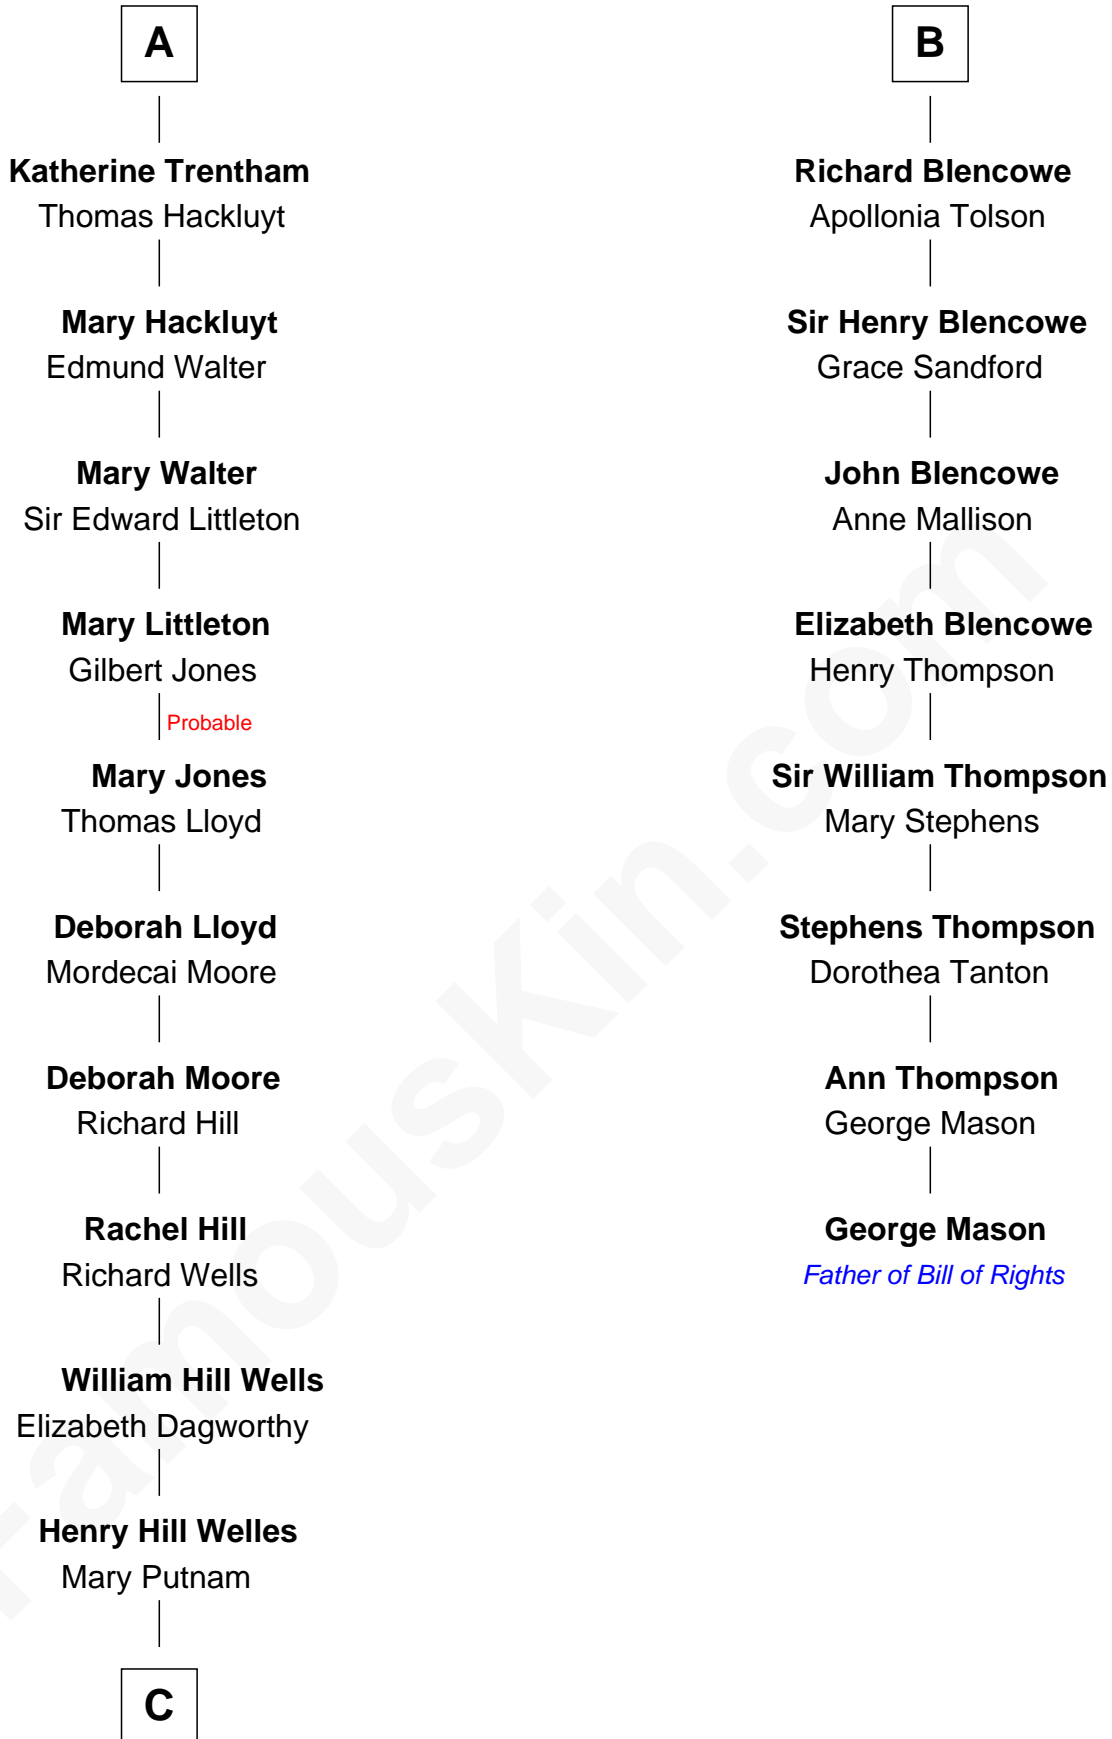 A
Katherine Trentham
Thomas Hackluyt
Mary Hackluyt
Edmund Walter
Mary Walter
Sir Edward Littleton
Mary Littleton
Gilbert Jones
Probable
Mary Jones
Thomas Lloyd
Deborah Lloyd
Mordecai Moore
Deborah Moore
Richard Hill
Rachel Hill
Richard Wells
William Hill Wells
Elizabeth Dagworthy
Henry Hill Welles
Mary Putnam
C
B
Richard Blencowe
Apollonia Tolson
Sir Henry Blencowe
Grace Sandford
John Blencowe
Anne Mallison
Elizabeth Blencowe
Henry Thompson
Sir William Thompson
Mary Stephens
Stephens Thompson
Dorothea Tanton
Ann Thompson
George Mason
George Mason
Father of Bill of Rights
FamousKin.com